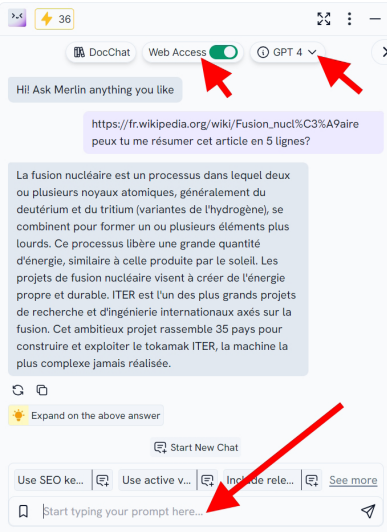 36
DocChat Web Access GPT 4
Hi! Ask Merlin anything you like
https://fr.wikipedia.org/wiki/Fusion_nucl%C3%A9aire
peux tu me résumer cet article en 5 lignes?
La fusion nucléaire est un processus dans lequel deux
ou plusieurs noyaux atomiques, généralement du
deutérium et du tritium (variantes de l'hydrogène), se
combinent pour former un ou plusieurs éléments plus
lourds. Ce processus libère une grande quantité
d'énergie, similaire à celle produite par le soleil. Les
projets de fusion nucléaire visent à créer de l'énergie
propre et durable. ITER est l'un des plus grands projets
de recherche et d'ingénierie internationaux axés sur la
fusion. Cet ambitieux projet rassemble 35 pays pour
construire et exploiter le tokamak ITER, la machine la
plus complexe jamais réalisée.
Expand on the above answer
Start New Chat
Use SEO ke... Use active v... Include rele... See more
Start typing your prompt here...